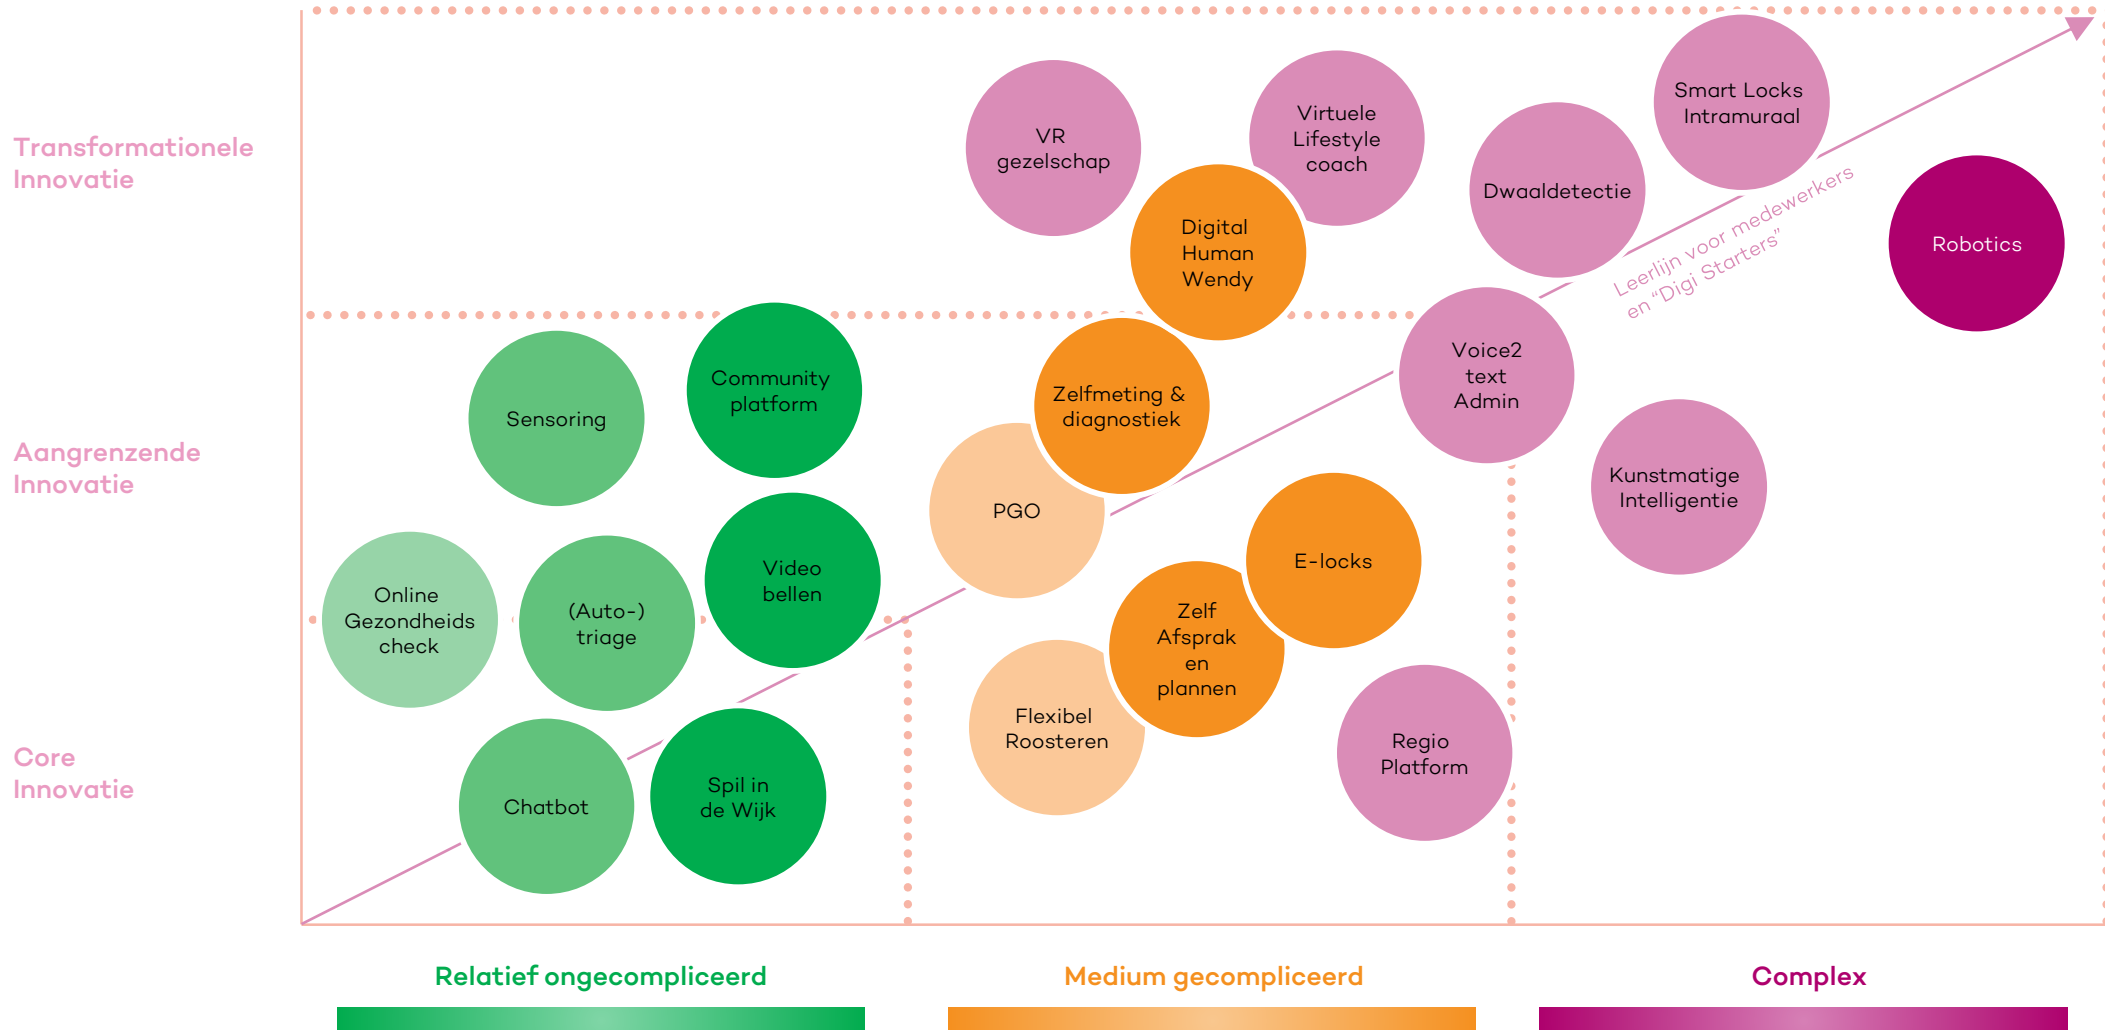 Transformationele
Innovatie
Aangrenzende
Innovatie
Core
Innovatie
VR
gezelschap
Virtuele
Lifestyle
coach
Digital
Human
Wendy
Dwaaldetectie
Smart Locks
Intramuraal
Robotics
Leerlijn voor medewerkers
en “Digi Starters”
Sensoring
Community
platform
Zelfmeting &
diagnostiek
Voice2
text
Admin
Kunstmatige
Intelligentie
PGO
E-locks
Online
Gezondheids
check
(Auto-)
triage
Video
bellen
Zelf
Afsprak
en
plannen
Flexibel
Roosteren
Regio
Platform
Chatbot
Spil in
de Wijk
Relatief ongecompliceerd
Medium gecompliceerd
Complex